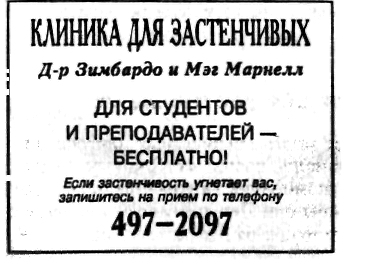 КЛИНИКА ДЛЯ ЗАСТЕНЧИВЫХ
Д-р Зимбардо и Мэг Марнелл
ДЛЯ СТУДЕНТОВ
И ПРЕПОДАВАТЕЛЕЙ —
БЕСПЛАТНО!
Если застенчивость угнетает вас,
запишитесь на прием по телефону
497—2097